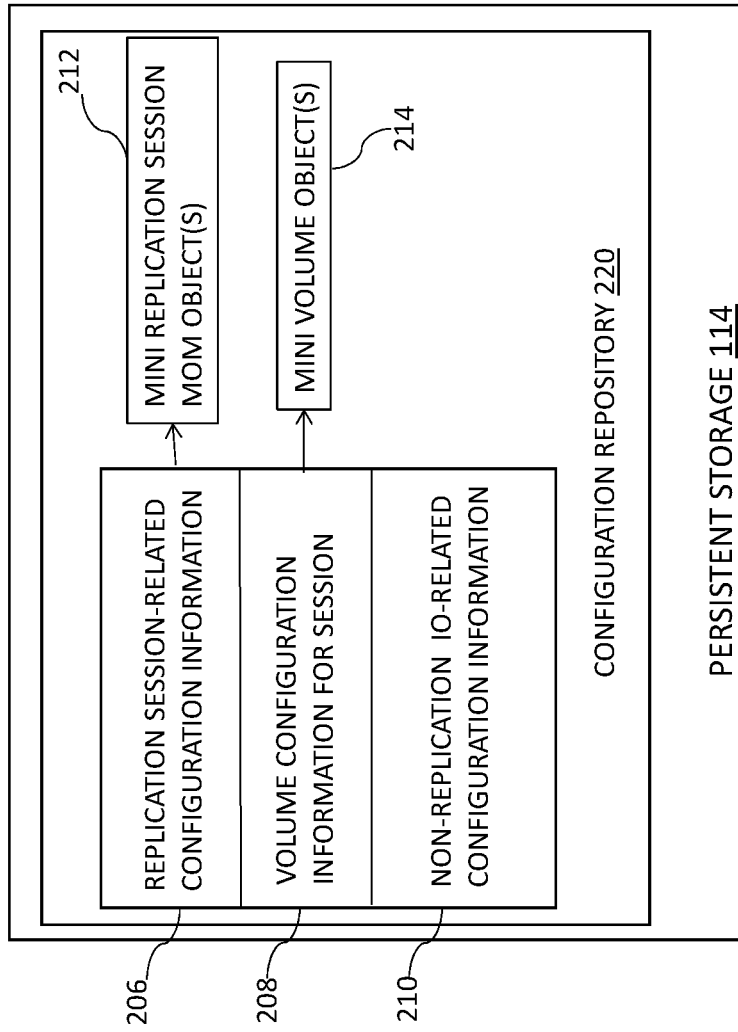 206
REPLICATION SESSION-RELATED
CONFIGURATION INFORMATION
212
MINI REPLICATION SESSION
MOM OBJECT(S)
208
VOLUME CONFIGURATION
INFORMATION FOR SESSION
MINI VOLUME OBJECT(S)
214
210
NON-REPLICATION IO-RELATED
CONFIGURATION INFORMATION
CONFIGURATION REPOSITORY 220
PERSISTENT STORAGE 114